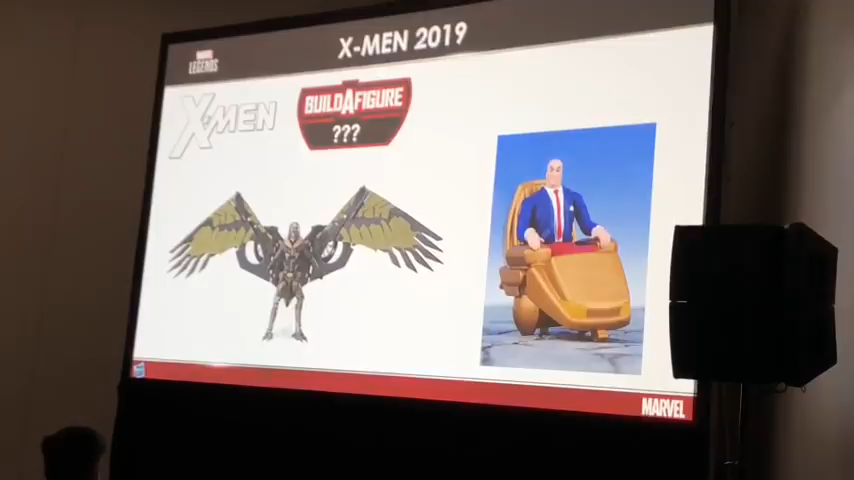 X-MEN 2019
MARVEL
LEGENDS
X-MEN
BUILD A FIGURE
???
MARVEL